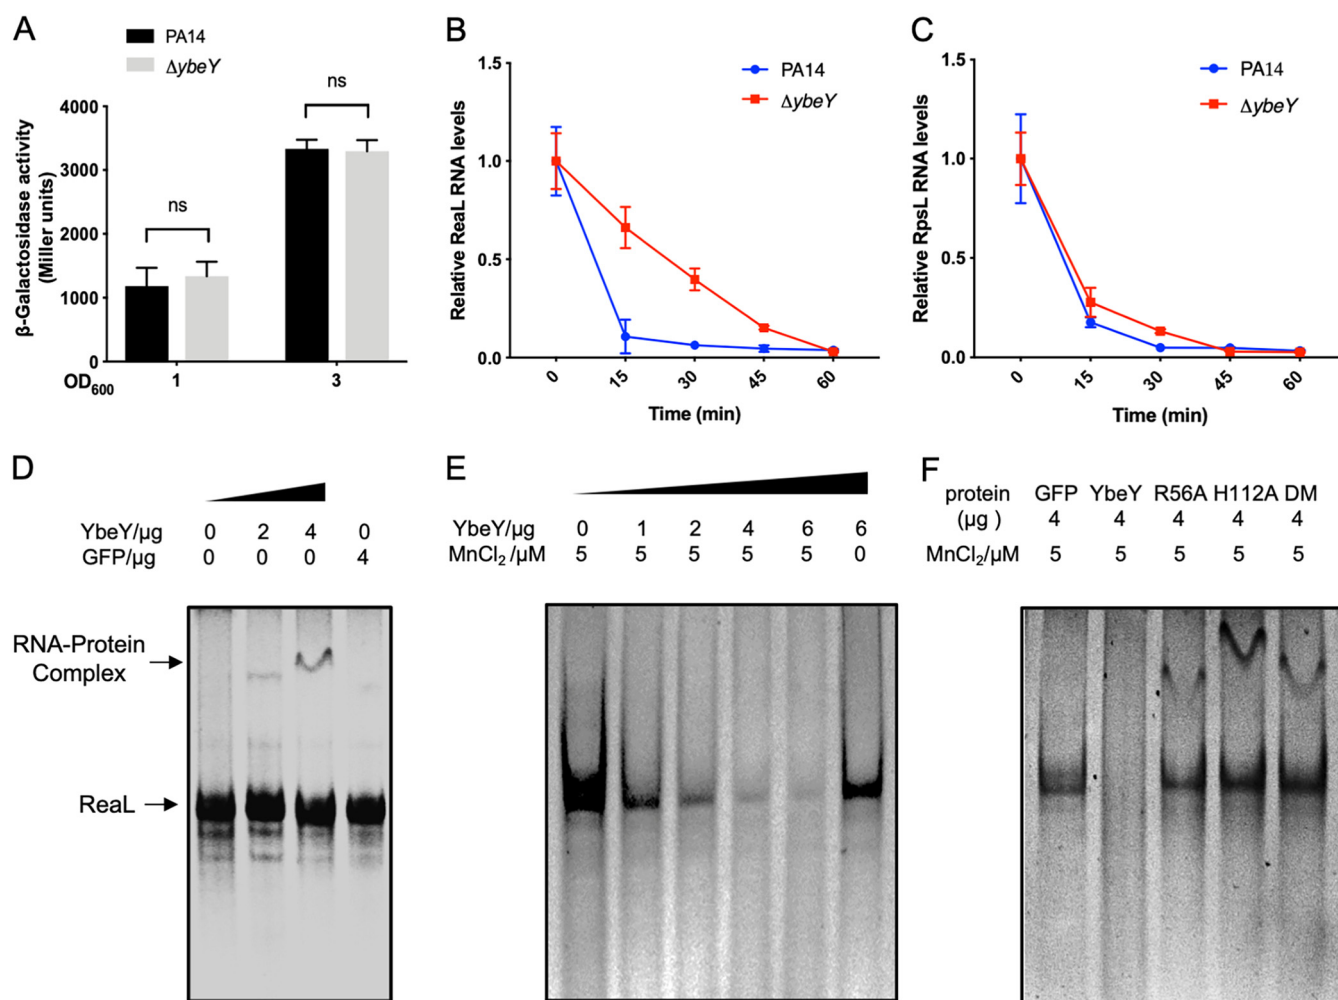 A
PA14
ΔybeY
ns
ns
4000
3000
2000
1000
0
β-Galactosidase activity
(Miller units)
OD600
1
3
B
PA14
ΔybeY
1.5
1.0
0.5
0.0
Relative ReaL RNA levels
0
15
30
45
60
Time (min)
C
PA14
ΔybeY
1.5
1.0
0.5
0.0
Relative RpsL RNA levels
0
15
30
45
60
Time (min)
D
YbeY/μg 0 2 4 0
GFP/μg 0 0 0 4
RNA-Protein
Complex
ReaL
E
YbeY/μg 0 1 2 4 6 6
MnCl2/μM 5 5 5 5 5 0
F
protein GFP YbeY R56A H112A DM
(μg ) 4 4 4 4 4
MnCl2/μM 5 5 5 5 5